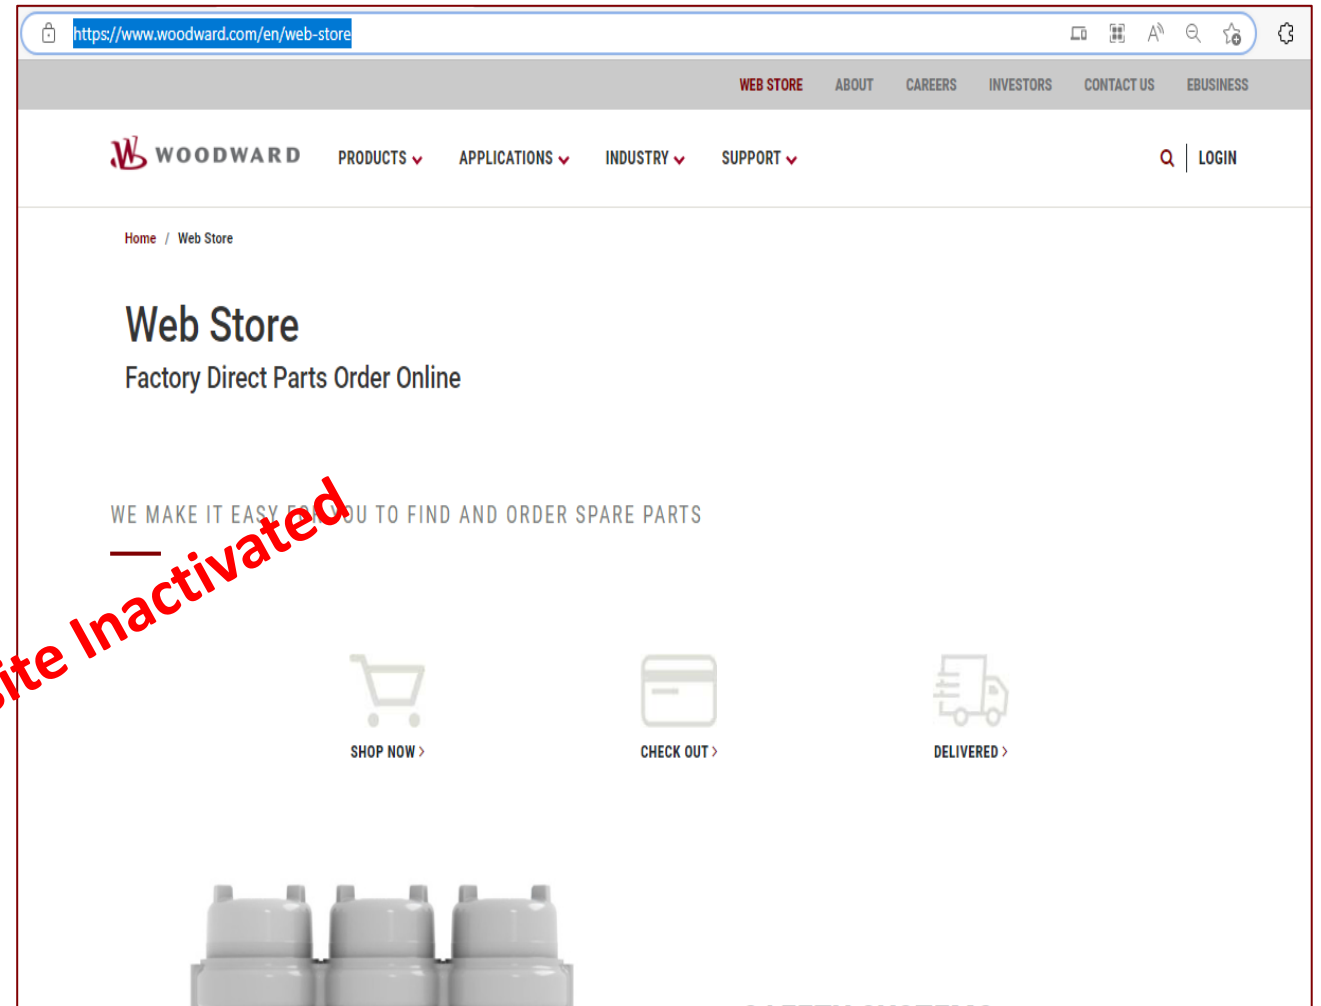 https://www.woodward.com/en/web-store
WEB STORE ABOUT CAREERS INVESTORS CONTACT US EBUSINESS
WOODWARD PRODUCTS APPLICATIONS INDUSTRY SUPPORT LOGIN
Home / Web Store
Web Store
Factory Direct Parts Order Online
WE MAKE IT EASY FOR YOU TO FIND AND ORDER SPARE PARTS
Inactivated
SHOP NOW > CHECK OUT > DELIVERED >